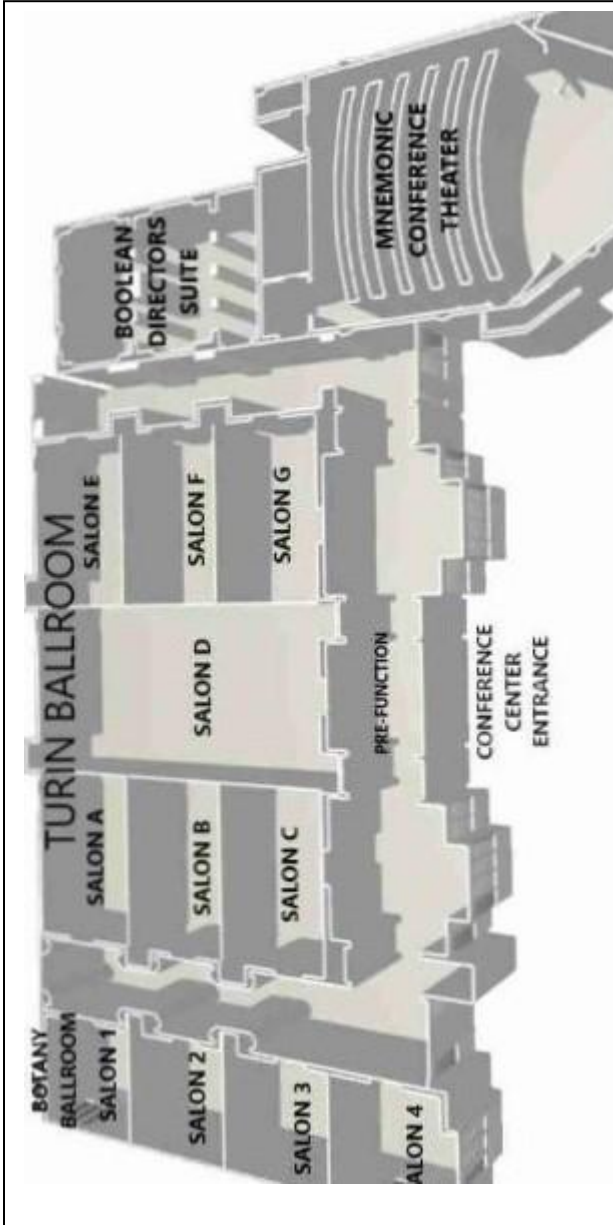 BOTANY
BALLROOM
SALON 1
SALON 2
SALON 3
ALON 4
TURIN BALLROOM
SALON A
SALON B
SALON C
SALON D
SALON E
SALON F
SALON G
PRE-FUNCTION
CONFERENCE
CENTER
ENTRANCE
BOOLEAN
DIRECTORS
SUITE
MNEMONIC
CONFERENCE
THEATER